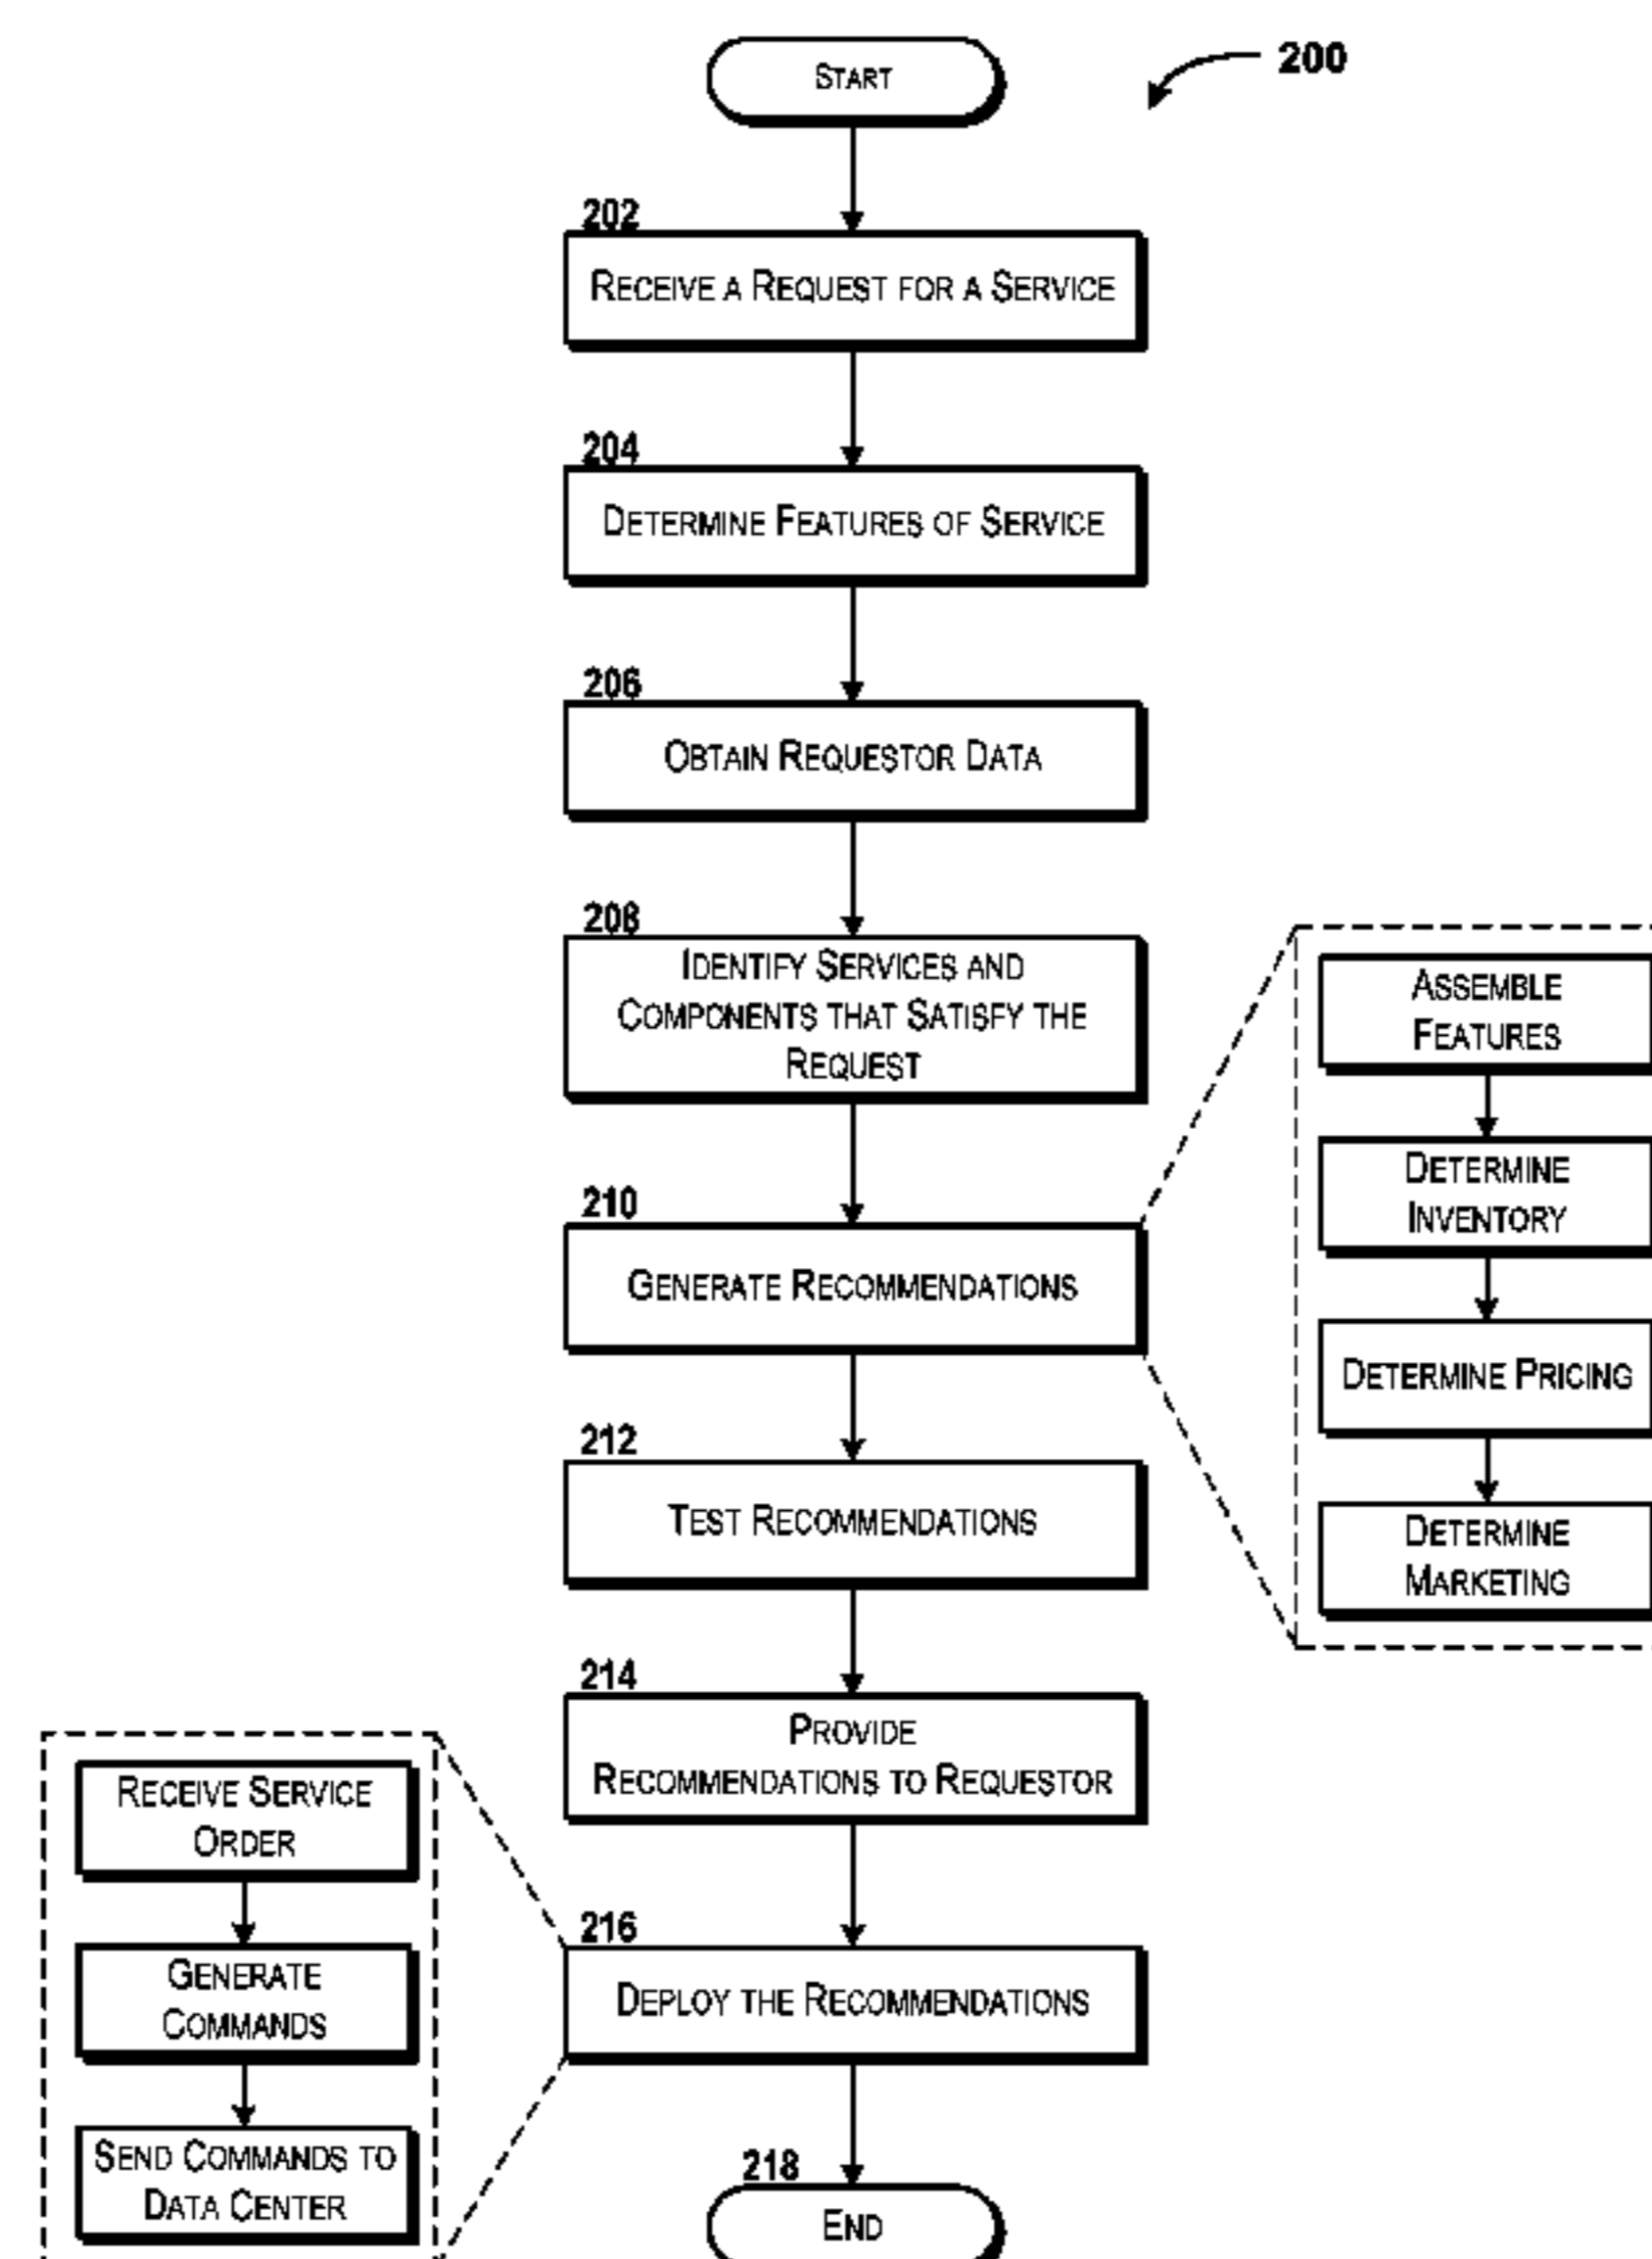 START
200
202
RECEIVE A REQUEST FOR A SERVICE
204
DETERMINE FEATURES OF SERVICE
206
OBTAIN REQUESTOR DATA
208
IDENTIFY SERVICES AND
COMPONENTS THAT SATISFY THE
REQUEST
210
GENERATE RECOMMENDATIONS
ASSEMBLE
FEATURES
DETERMINE
INVENTORY
DETERMINE PRICING
DETERMINE
MARKETING
212
TEST RECOMMENDATIONS
214
PROVIDE
RECOMMENDATIONS TO REQUESTOR
216
DEPLOY THE RECOMMENDATIONS
RECEIVE SERVICE
ORDER
GENERATE
COMMANDS
SEND COMMANDS TO
DATA CENTER
218
END